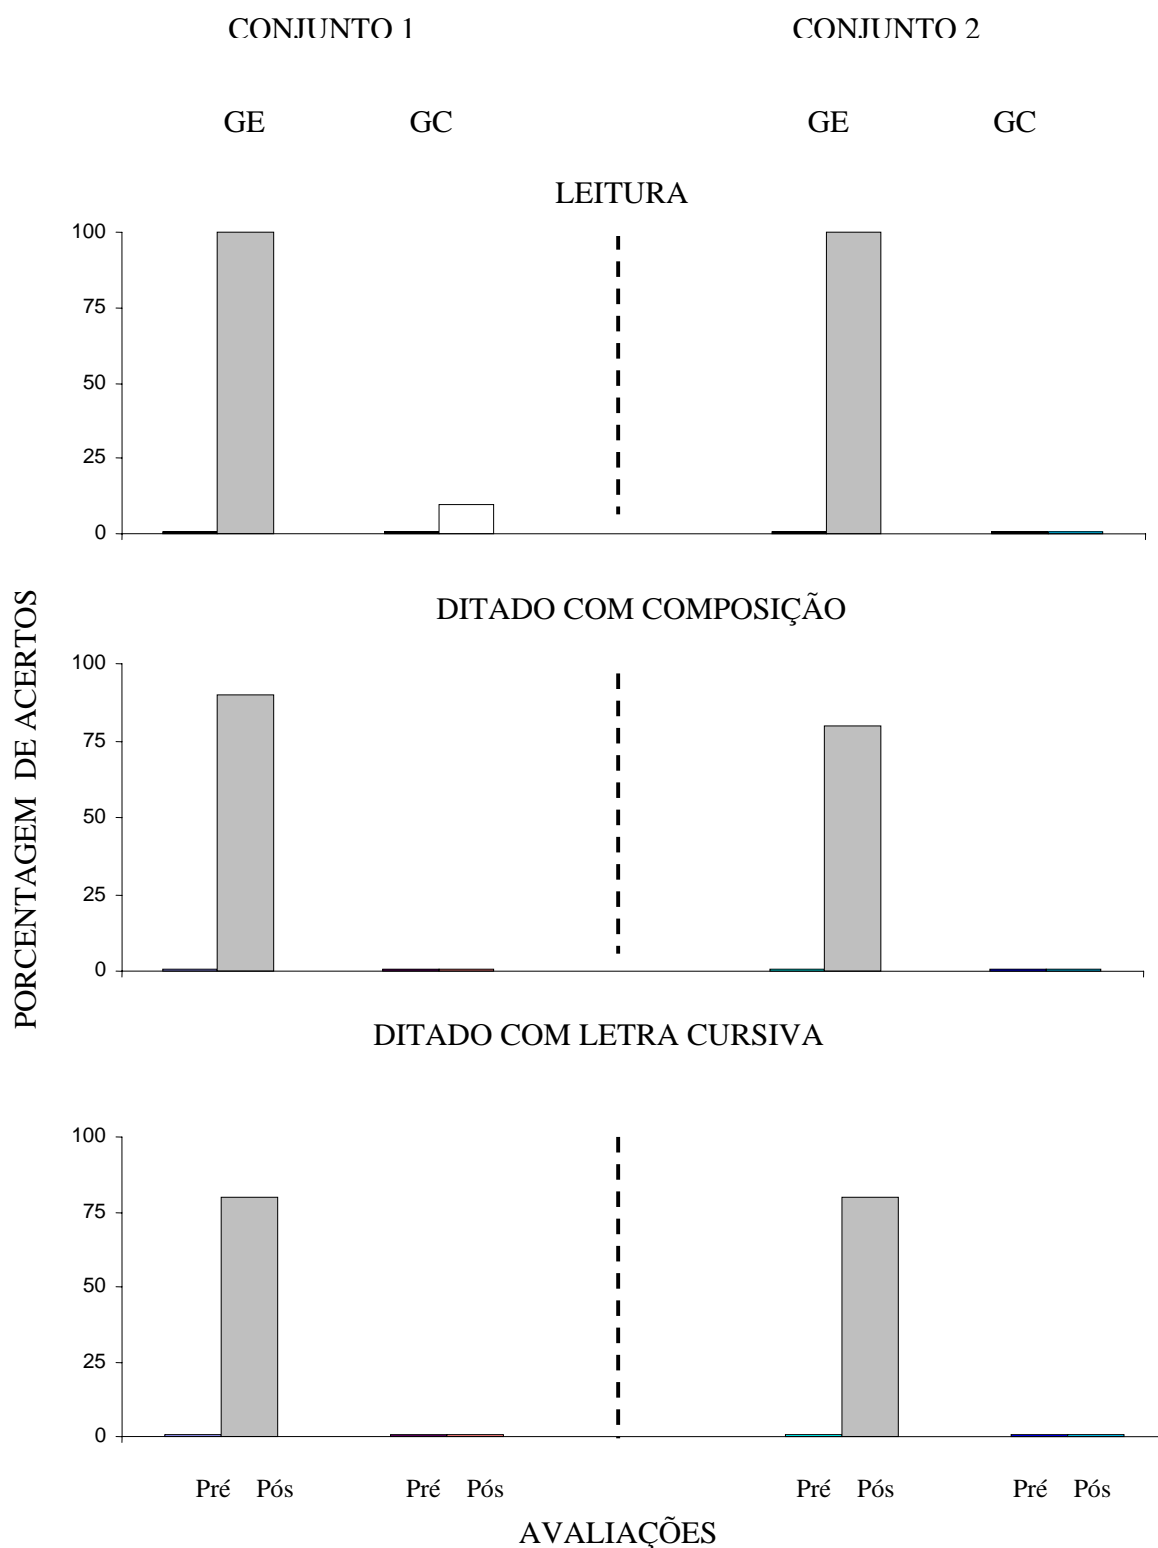 CONJUNTO 1 CONJUNTO 2
GE GC GE GC
LEITURA
100
75
50
25
0
PORCENTAGEM DE ACERTOS
DITADO COM COMPOSIÇÃO
100
75
50
25
0
DITADO COM LETRA CURSIVA
100
75
50
25
0
Pré Pós Pré Pós Pré Pós Pré Pós
AVALIAÇÕES